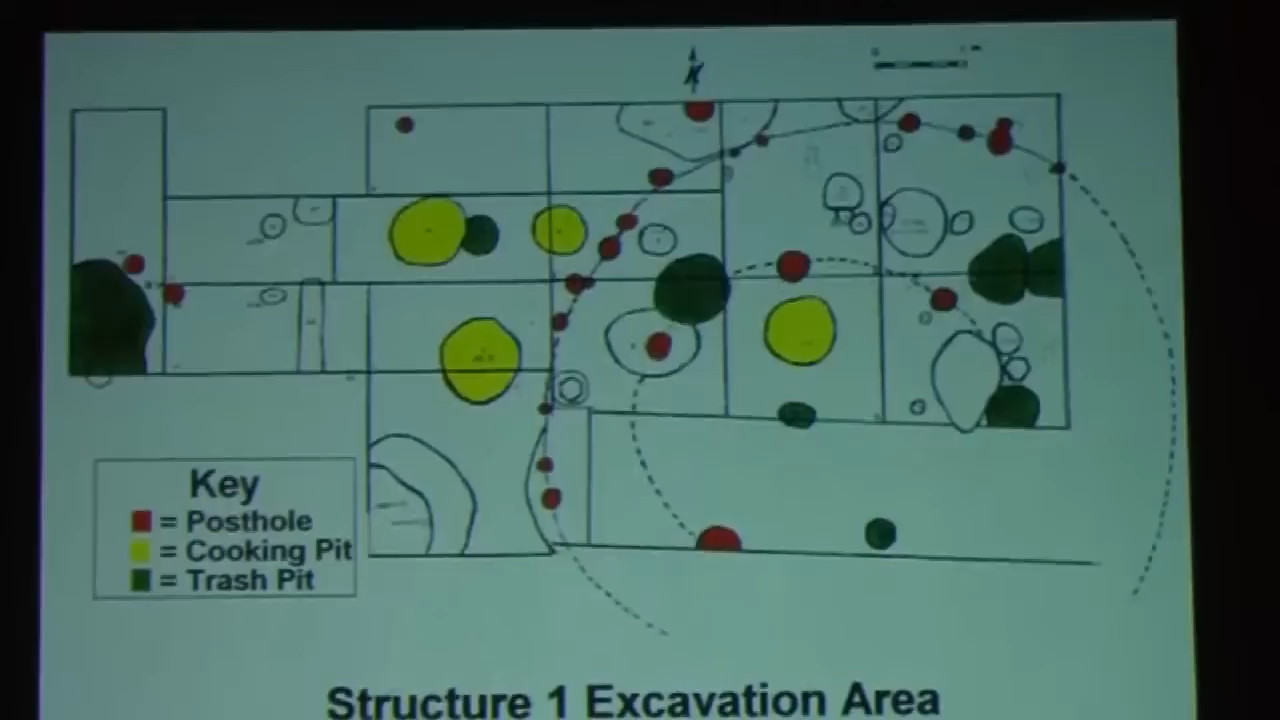 N
Key
= Posthole
= Cooking Pit
= Trash Pit
Structure 1 Excavation Area